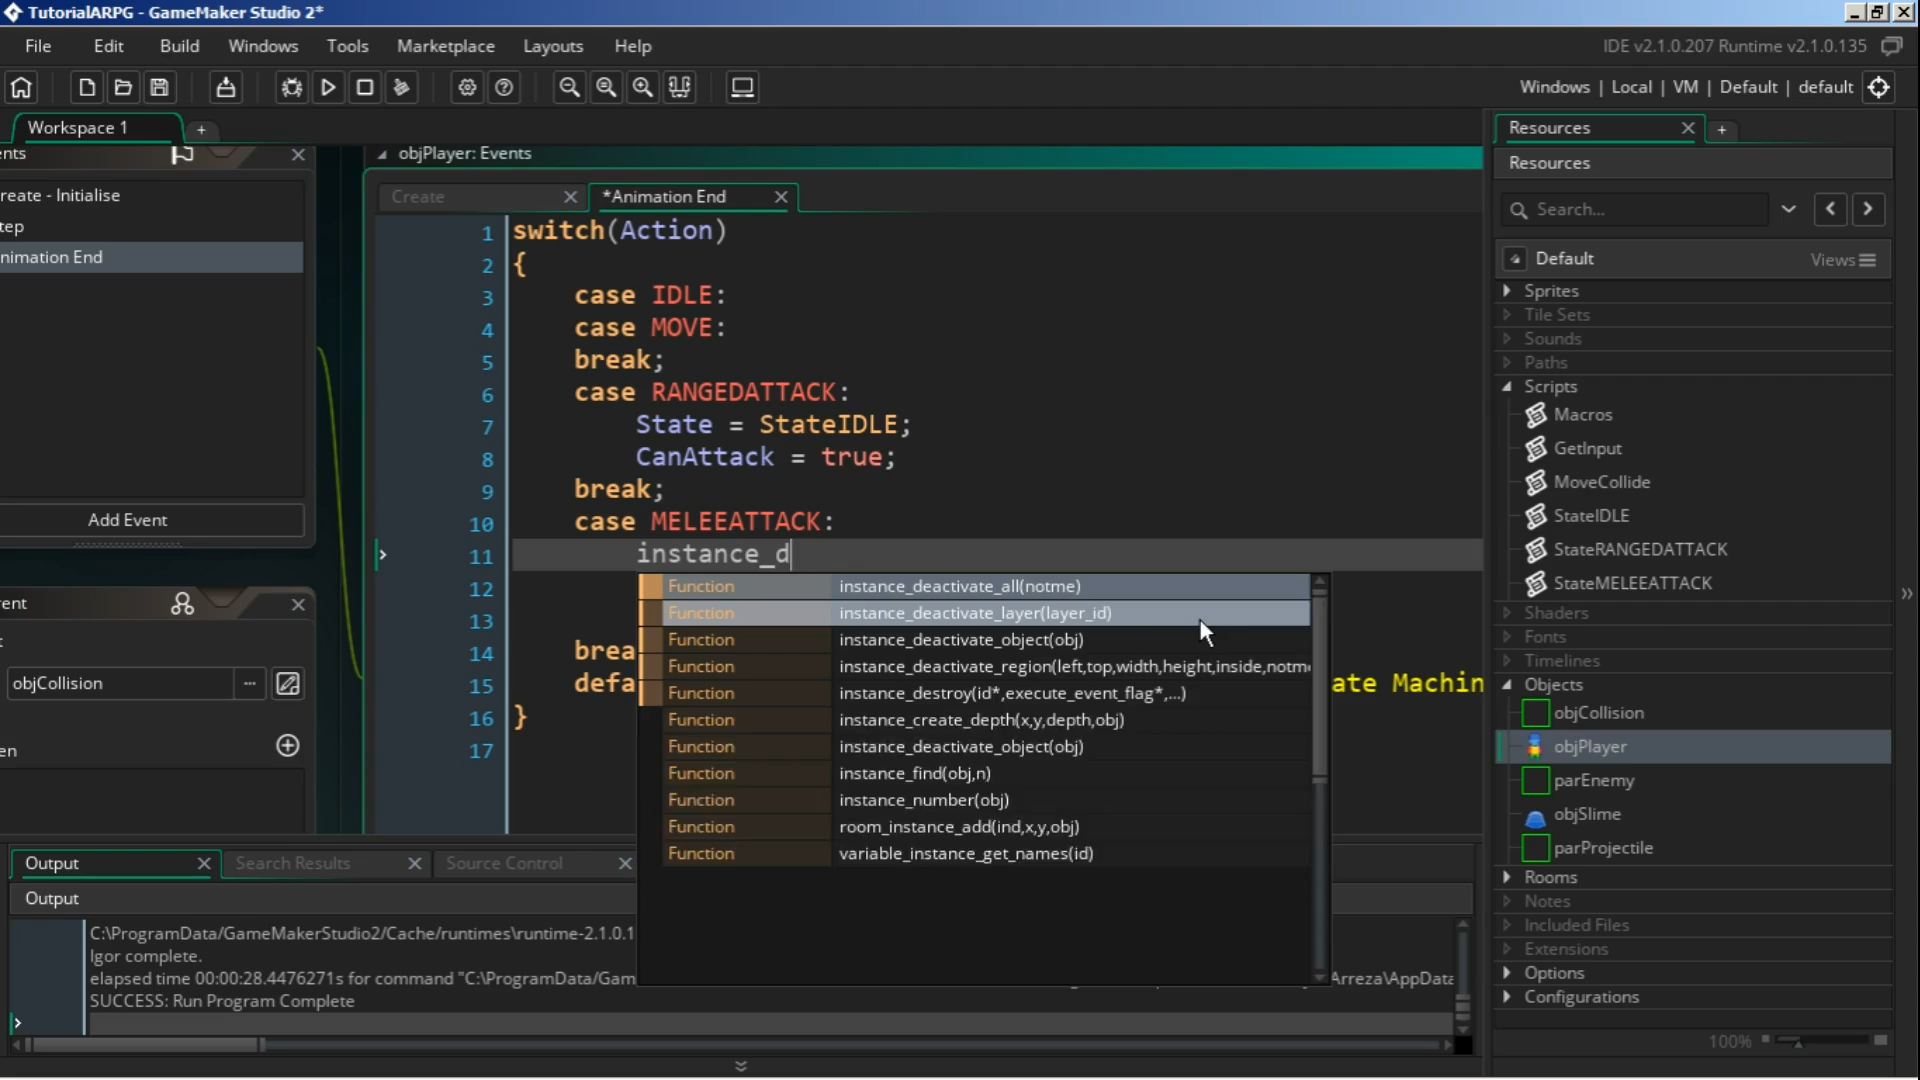 TutorialARPG - GameMaker Studio 2*
File Edit Build Windows Tools Marketplace Layouts Help
IDE v2.1.0.207 Runtime v2.1.0.135
Windows | Local | VM | Default | default
Workspace 1
+
nts
reate - Initialise
tep
nimation End
Add Event
ent
t
objCollision
...
en
objPlayer: Events
Create
*Animation End
1 switch(Action)
2 {
3 case IDLE:
4 case MOVE:
5 break;
6 case RANGEDATTACK:
7 State = StateIDLE;
8 CanAttack = true;
9 break;
10 case MELEEATTACK:
11 instance_d
12
13
14 brea
15 defa ate Machin
16 }
17
Function instance_deactivate_all(notme)
Function instance_deactivate_layer(layer_id)
Function instance_deactivate_object(obj)
Function instance_deactivate_region(left,top,width,height,inside,notm
Function instance_destroy(id*,execute_event_flag*,...)
Function instance_create_depth(x,y,depth,obj)
Function instance_deactivate_object(obj)
Function instance_find(obj,n)
Function instance_number(obj)
Function room_instance_add(ind,x,y,obj)
Function variable_instance_get_names(id)
Output Search Results Source Control
Output
C:\ProgramData/GameMakerStudio2/Cache/runtimes\runtime-2.1.0.1
Igor complete.
elapsed time 00:00:28.4476271s for command "C:\ProgramData/Gam Arreza\AppData
SUCCESS: Run Program Complete
Resources
+
Resources
Search...
Default Views
Sprites
Tile Sets
Sounds
Paths
Scripts
Macros
GetInput
MoveCollide
StateIDLE
StateRANGEDATTACK
StateMELEEATTACK
Shaders
Fonts
Timelines
Objects
objCollision
objPlayer
parEnemy
objSlime
parProjectile
Rooms
Notes
Included Files
Extensions
Options
Configurations
100%